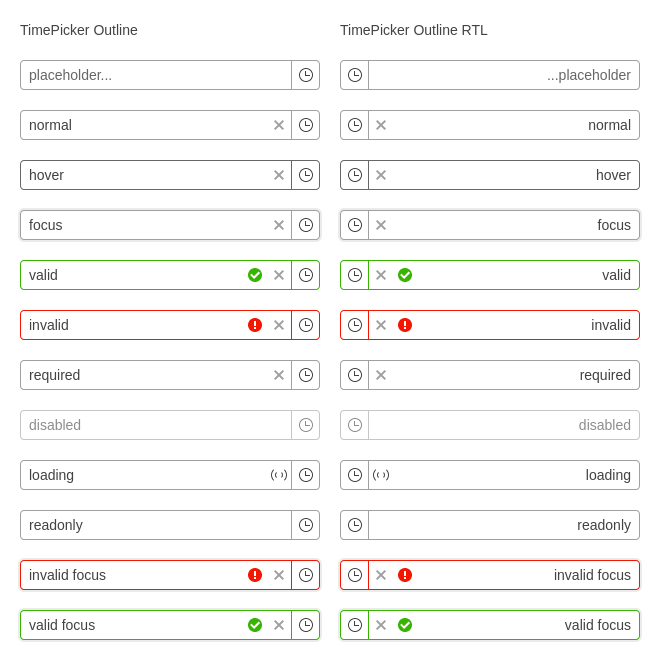 TimePicker Outline
TimePicker Outline RTL
placeholder...
...placeholder
normal
normal
hover
hover
focus
focus
valid
valid
invalid
invalid
required
required
disabled
disabled
loading
loading
readonly
readonly
invalid focus
invalid focus
valid focus
valid focus